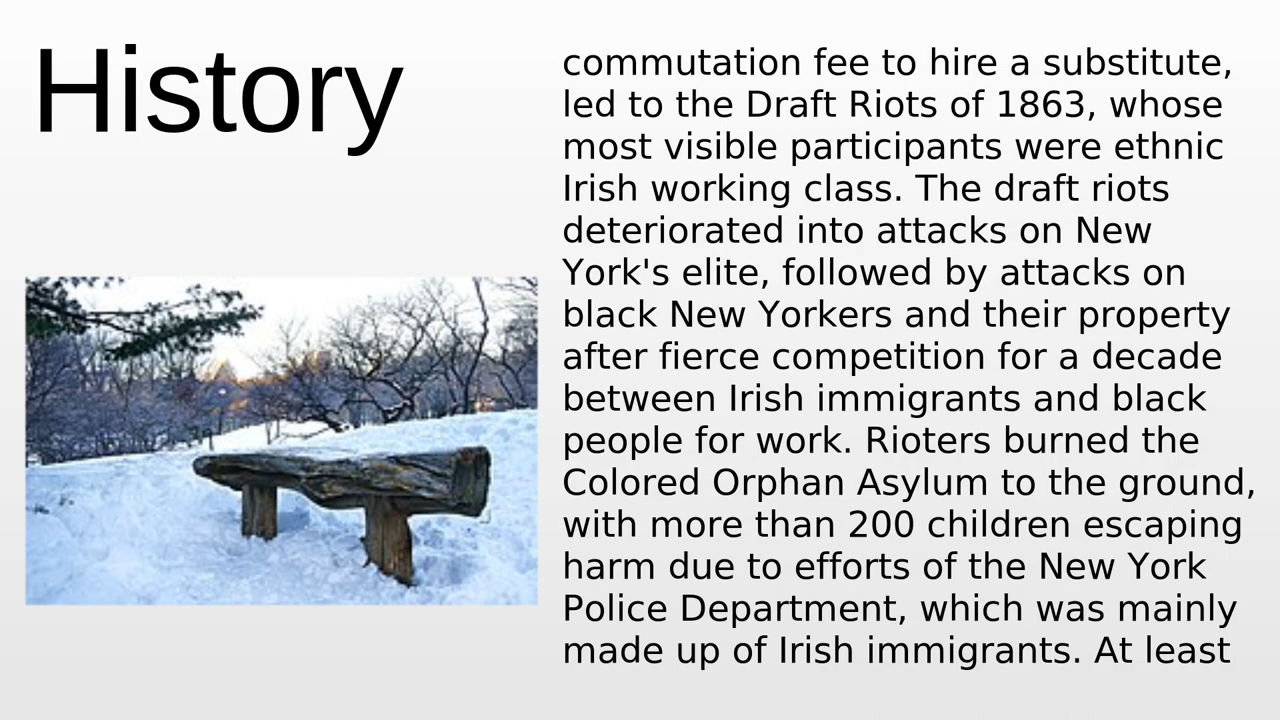 History
commutation fee to hire a substitute,
led to the Draft Riots of 1863, whose
most visible participants were ethnic
Irish working class. The draft riots
deteriorated into attacks on New
York's elite, followed by attacks on
black New Yorkers and their property
after fierce competition for a decade
between Irish immigrants and black
people for work. Rioters burned the
Colored Orphan Asylum to the ground,
with more than 200 children escaping
harm due to efforts of the New York
Police Department, which was mainly
made up of Irish immigrants. At least